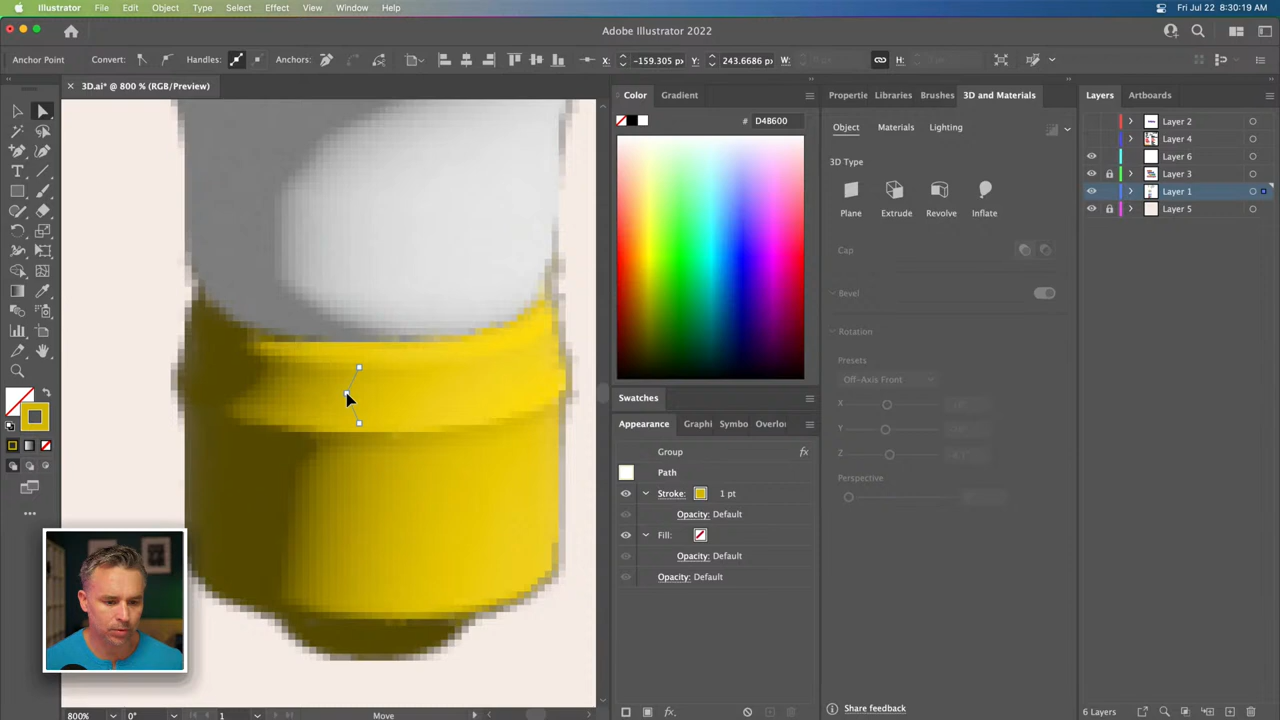 Illustrator File Edit Object Type Select Effect View Window Help Fri Jul 22 8:30:19 AM
Adobe Illustrator 2022
Anchor Point Convert: Handles: Anchors: X: -159.305 px Y: 243.6686 px W: H:
3D.ai* @ 800 % (RGB/Preview)
Color Gradient
# D4B600
Swatches
Appearance Graphi Symbo Overloi
Group fx
Path
Stroke: 1 pt
Opacity: Default
Fill:
Opacity: Default
Opacity: Default
fx
Propertie Libraries Brushes 3D and Materials
Object Materials Lighting
3D Type
Plane Extrude Revolve Inflate
Cap
Bevel
Rotation
Presets
Off-Axis Front
X
Y
Z
Perspective
Share feedback
Layers Artboards
Layer 2
Layer 4
Layer 6
Layer 3
Layer 1
Layer 5
6 Layers
800% 0° 1 Move